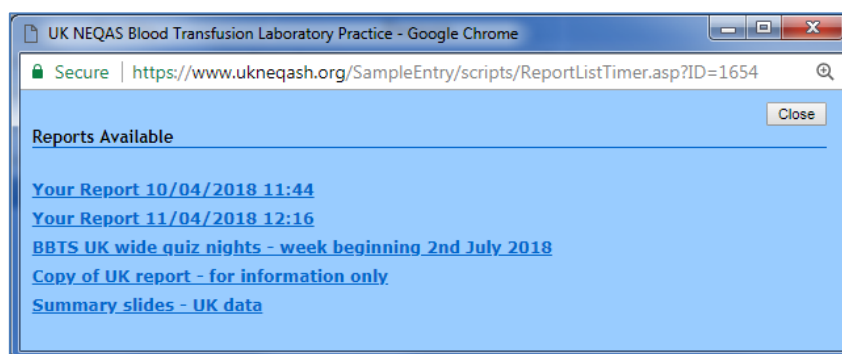 UK NEQAS Blood Transfusion Laboratory Practice - Google Chrome
Secure | https://www.ukneqash.org/SampleEntry/scripts/ReportListTimer.asp?ID=1654
Close
Reports Available
Your Report 10/04/2018 11:44
Your Report 11/04/2018 12:16
BBTS UK wide quiz nights - week beginning 2nd July 2018
Copy of UK report - for information only
Summary slides - UK data